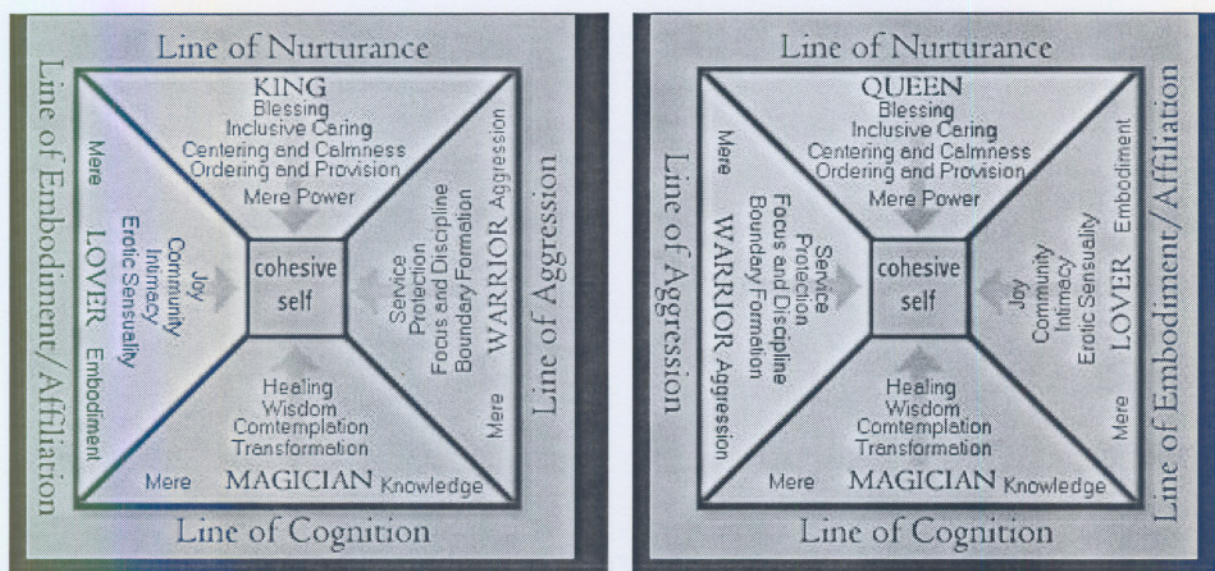 Line of Nurturance
Line of Embodiment/Affiliation
KING
Blessing
Inclusive Caring
Centering and Calmness
Ordering and Provision
Mere Power
Mere LOVER Embodiment
Erotic Sensuality
Intimacy
Community
Joy
cohesive
self
Service
Protection
Focus and Discipline
Boundary Formation
Mere WARRIOR Aggression
Line of Aggression
Healing
Wisdom
Comtemplation
Transformation
Mere MAGICIAN Knowledge
Line of Cognition
Line of Nurturance
Line of Aggression
QUEEN
Blessing
Inclusive Caring
Centering and Calmness
Ordering and Provision
Mere Power
Mere WARRIOR Aggression
Boundary Formation
Focus and Discipline
Protection
Service
cohesive
self
Joy
Community
Intimacy
Erotic Sensuality
Mere LOVER Embodiment
Line of Embodiment/Affiliation
Healing
Wisdom
Comtemplation
Transformation
Mere MAGICIAN Knowledge
Line of Cognition